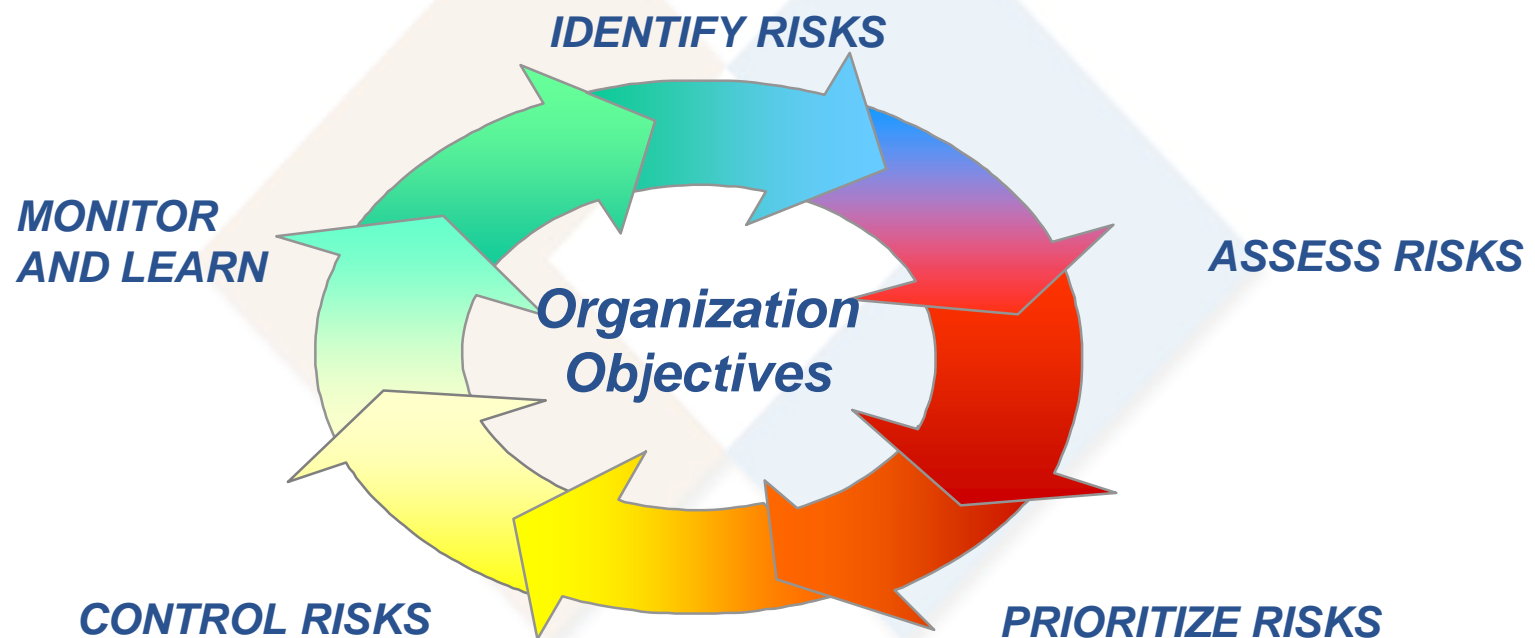 IDENTIFY RISKS
MONITOR
AND LEARN
ASSESS RISKS
Organization
Objectives
CONTROL RISKS
PRIORITIZE RISKS